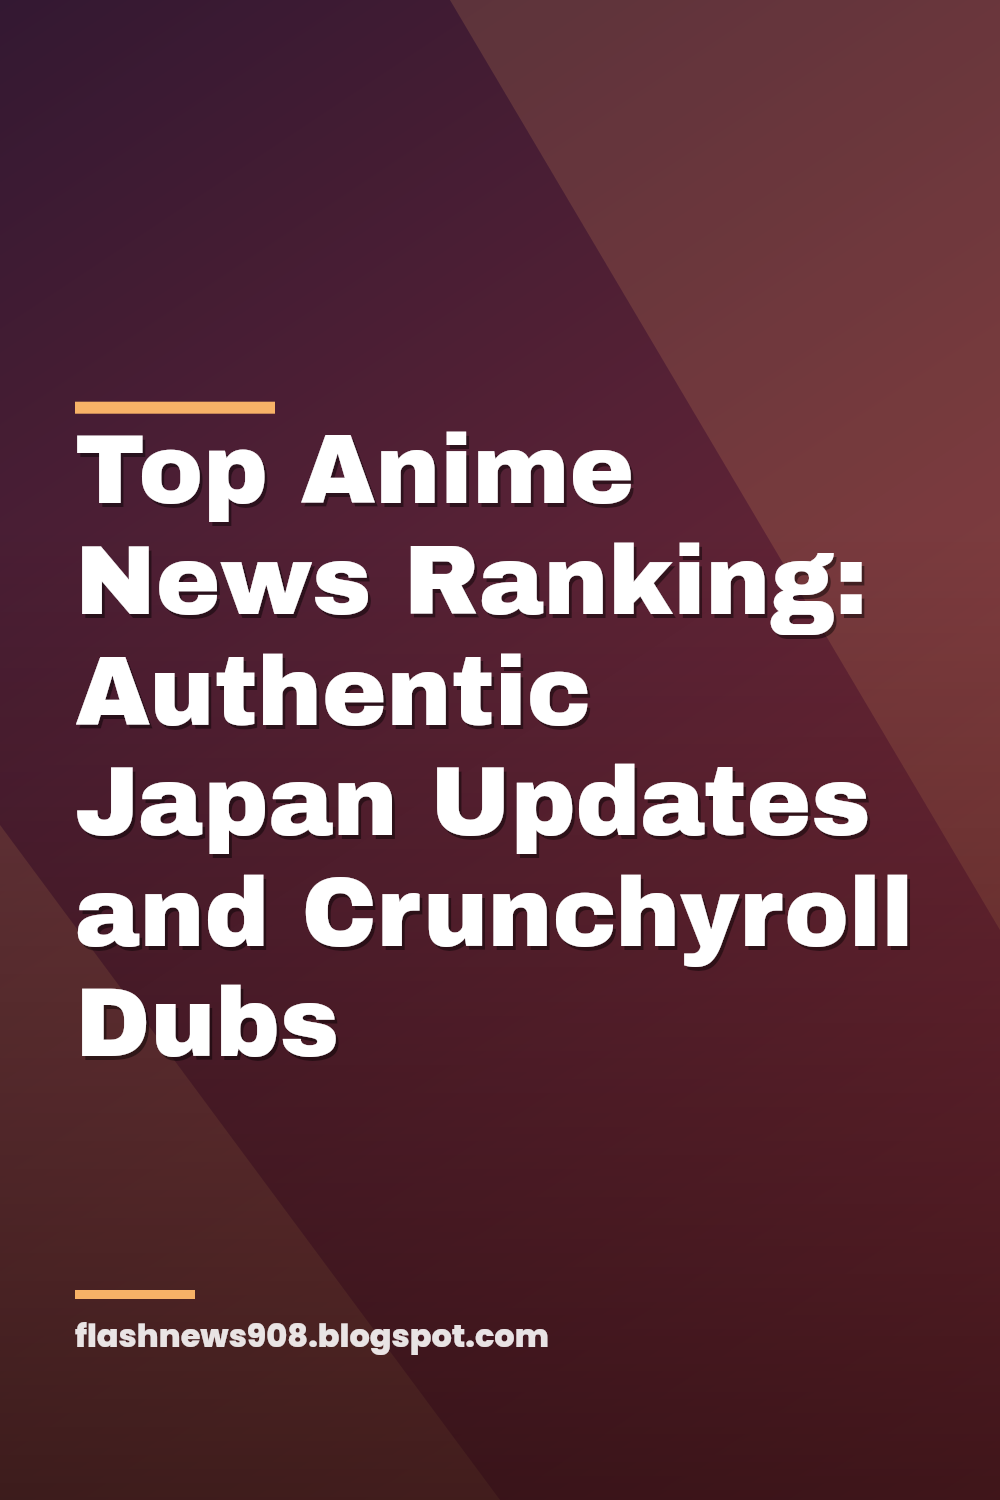 Top Anime
News Ranking:
Authentic
Japan Updates
and Crunchyroll
Dubs
flashnews908.blogspot.com